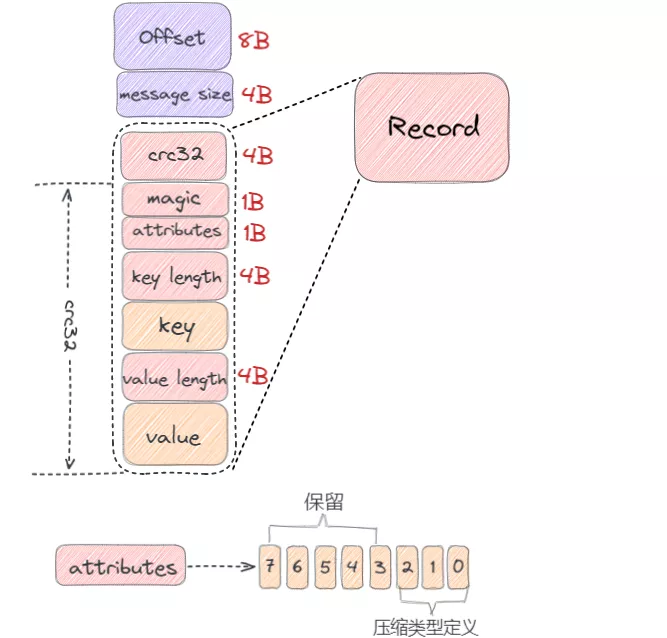 Offset 8B
message size 4B
Record
crc32 4B
magic 1B
attributes 1B
key length 4B
key
crc32
value length 4B
value
保留
attributes 7 6 5 4 3 2 1 0
压缩类型定义